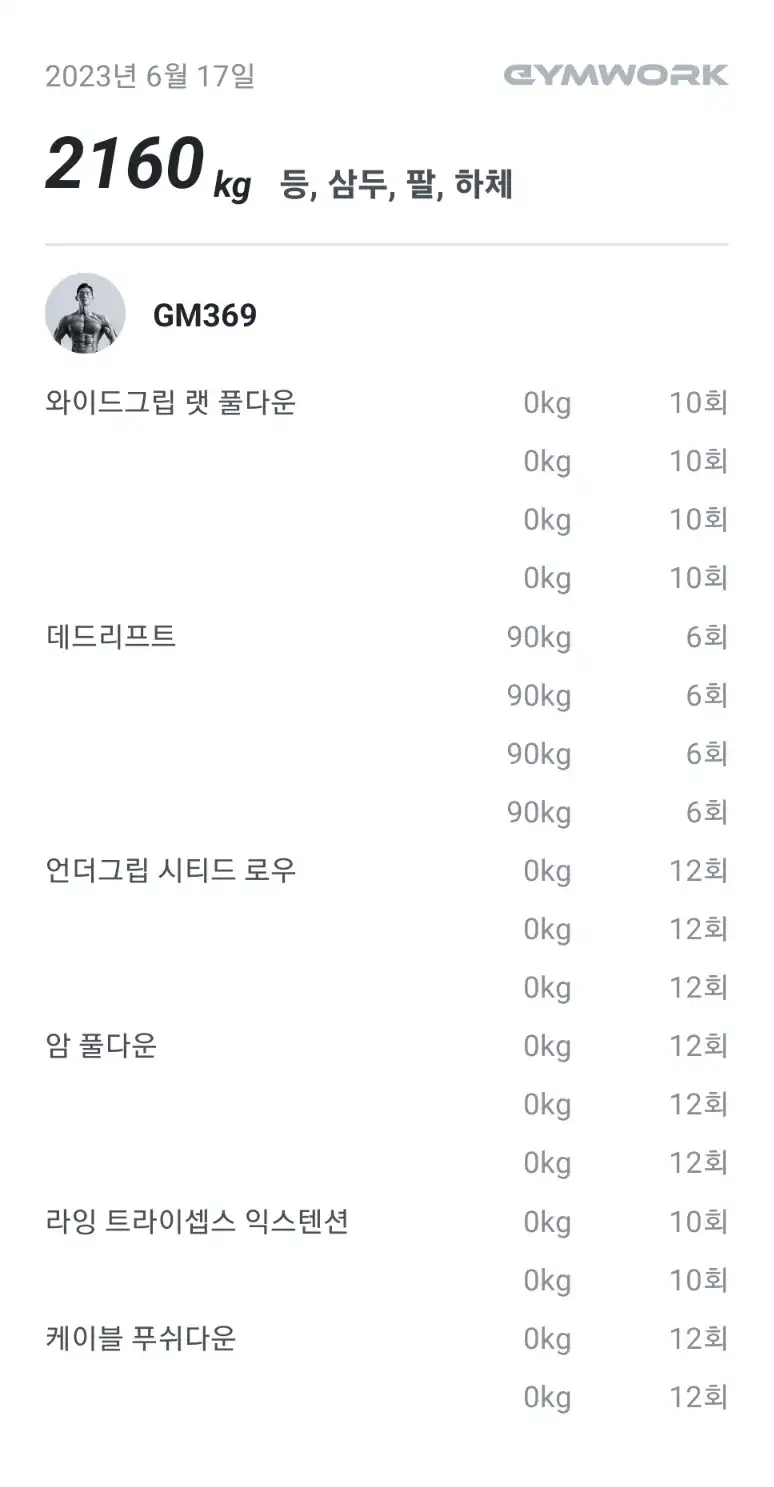 2023년 6월 17일 GYMWORK
2160 kg 등, 삼두, 팔, 하체
GM369
와이드그립 랫 풀다운 0kg 10회
0kg 10회
0kg 10회
0kg 10회
데드리프트 90kg 6회
90kg 6회
90kg 6회
90kg 6회
언더그립 시티드 로우 0kg 12회
0kg 12회
0kg 12회
암 풀다운 0kg 12회
0kg 12회
0kg 12회
라잉 트라이셉스 익스텐션 0kg 10회
0kg 10회
케이블 푸쉬다운 0kg 12회
0kg 12회